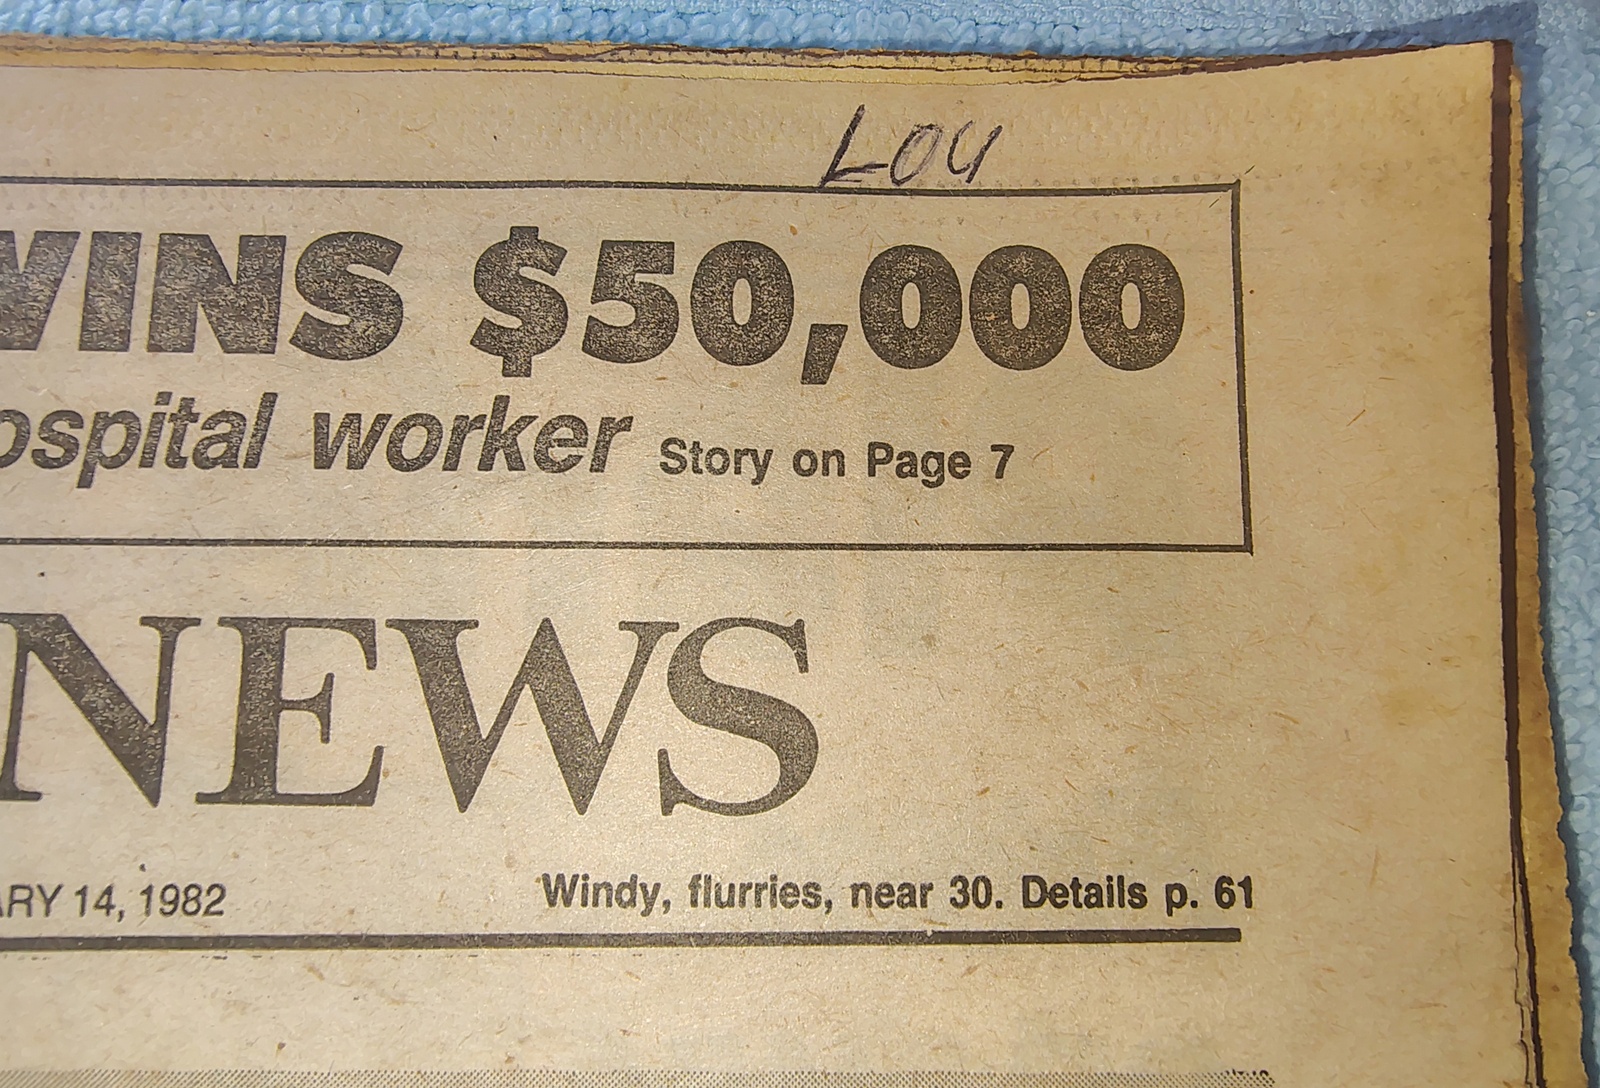 LOU
WINS $50,000
ospital worker Story on Page 7
NEWS
ARY 14, 1982 Windy, flurries, near 30. Details p. 61